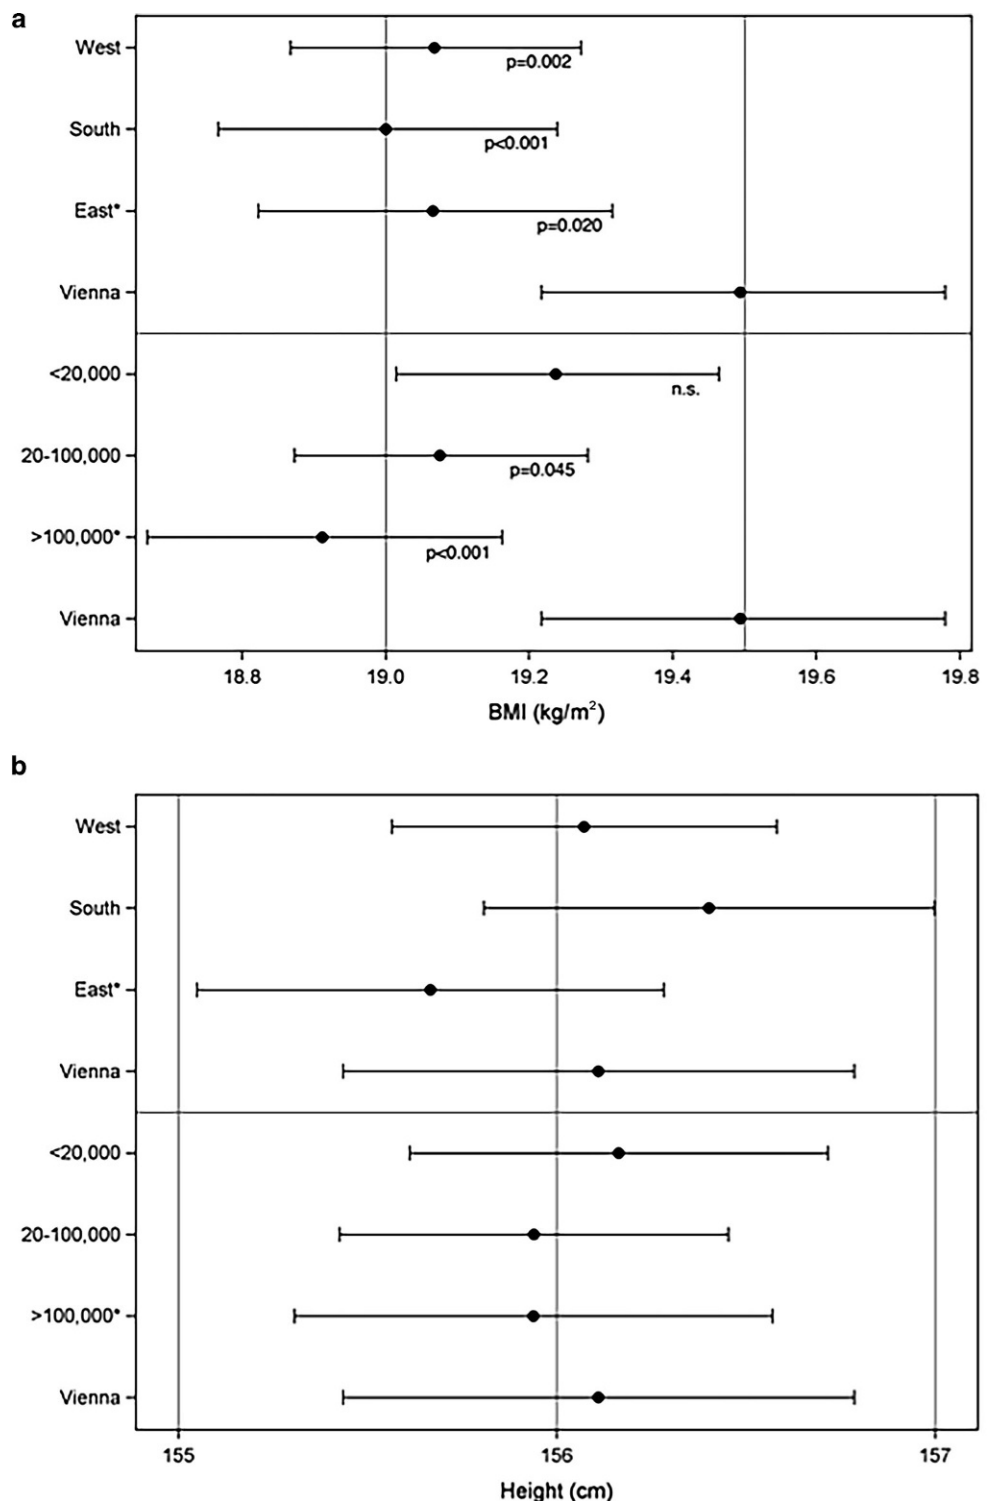 a
West
p=0.002
South
p<0.001
East*
p=0.020
Vienna
<20,000
n.s.
20-100,000
p=0.045
>100,000*
p<0.001
Vienna
18.8 19.0 19.2 19.4 19.6 19.8
BMI (kg/m²)
b
West
South
East*
Vienna
<20,000
20-100,000
>100,000*
Vienna
155 156 157
Height (cm)